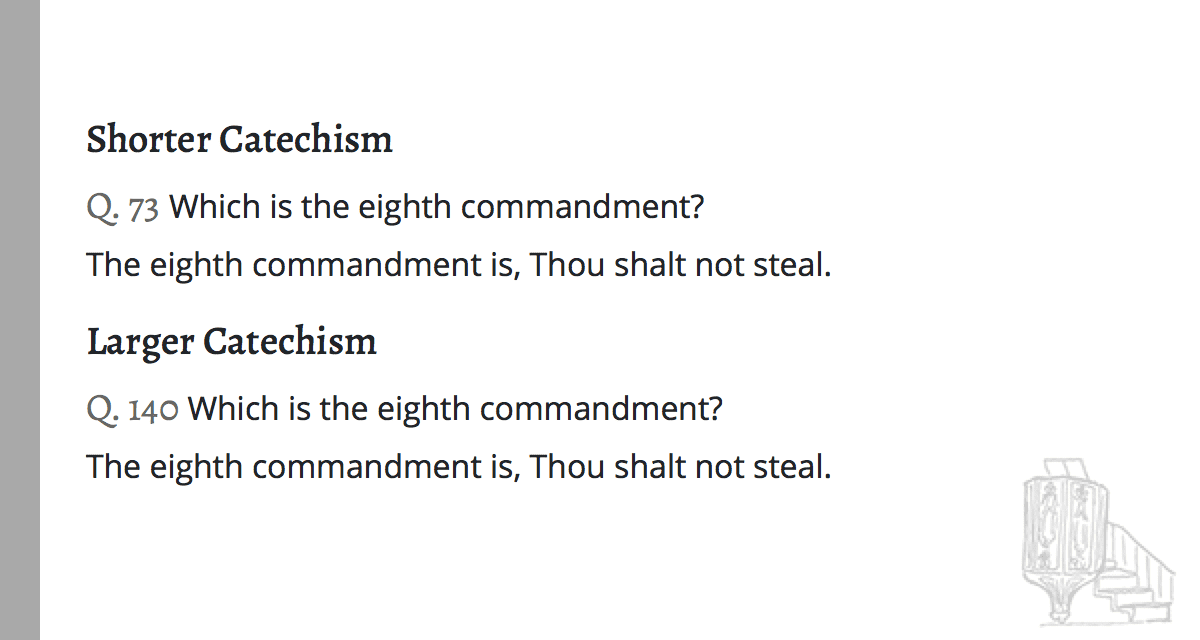 Shorter Catechism
Q. 73 Which is the eighth commandment?
The eighth commandment is, Thou shalt not steal.
Larger Catechism
Q. 140 Which is the eighth commandment?
The eighth commandment is, Thou shalt not steal.